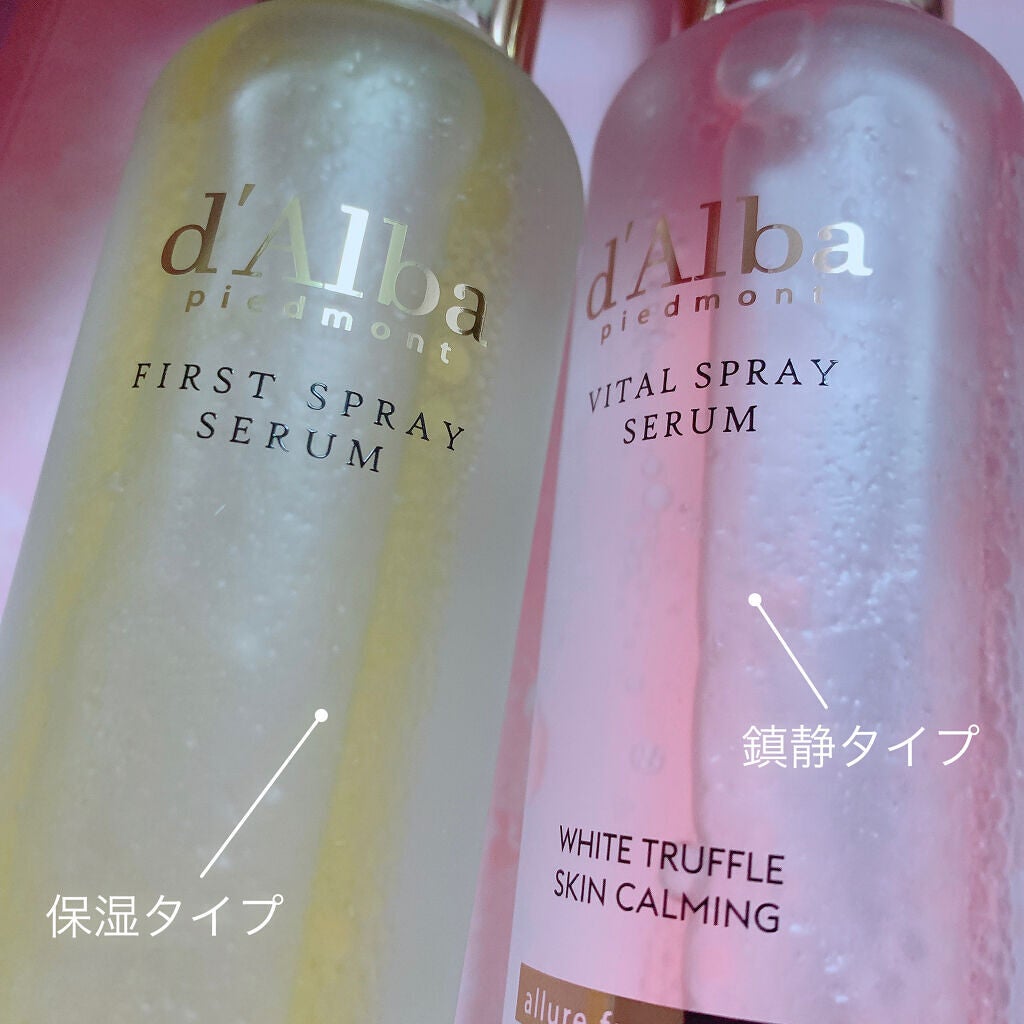 d'Alba
piedmont
FIRST SPRAY
SERUM
保湿タイプ
d'Alba
piedmont
VITAL SPRAY
SERUM
鎮静タイプ
WHITE TRUFFLE
SKIN CALMING
allure